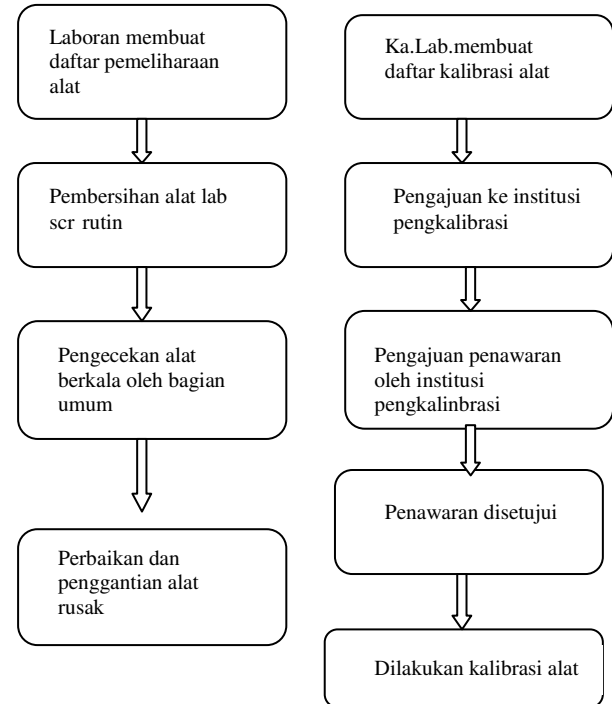 Laboran membuat
daftar pemeliharaan
alat
Pembersihan alat lab
scr rutin
Pengecekan alat
berkala oleh bagian
umum
Perbaikan dan
penggantian alat
rusak
Ka.Lab.membuat
daftar kalibrasi alat
Pengajuan ke institusi
pengkalibrasi
Pengajuan penawaran
oleh institusi
pengkalinbrasi
Penawaran disetujui
Dilakukan kalibrasi alat